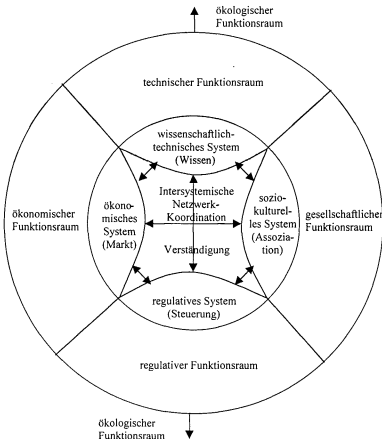 ökologischer
Funktionsraum
technischer Funktionsraum
wissenschaftlich-
technisches System
(Wissen)
Intersystemische
Netzwerk-
Koordination
ökono-
misches
System
(Markt)
sozio-
kulturel-
les System
(Assozia-
tion)
ökonomischer
Funktionsraum
gesellschaftlicher
Funktionsraum
Verständigung
regulatives System
(Steuerung)
regulativer Funktionsraum
ökologischer
Funktionsraum